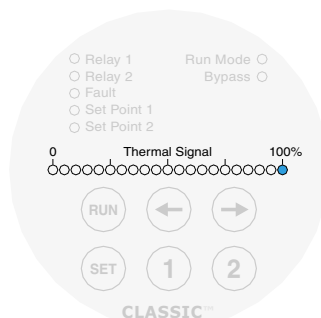 Relay 1 Run Mode
Relay 2 Bypass
Fault
Set Point 1
Set Point 2
0 Thermal Signal 100%
RUN
SET 1 2
CLASSIC™